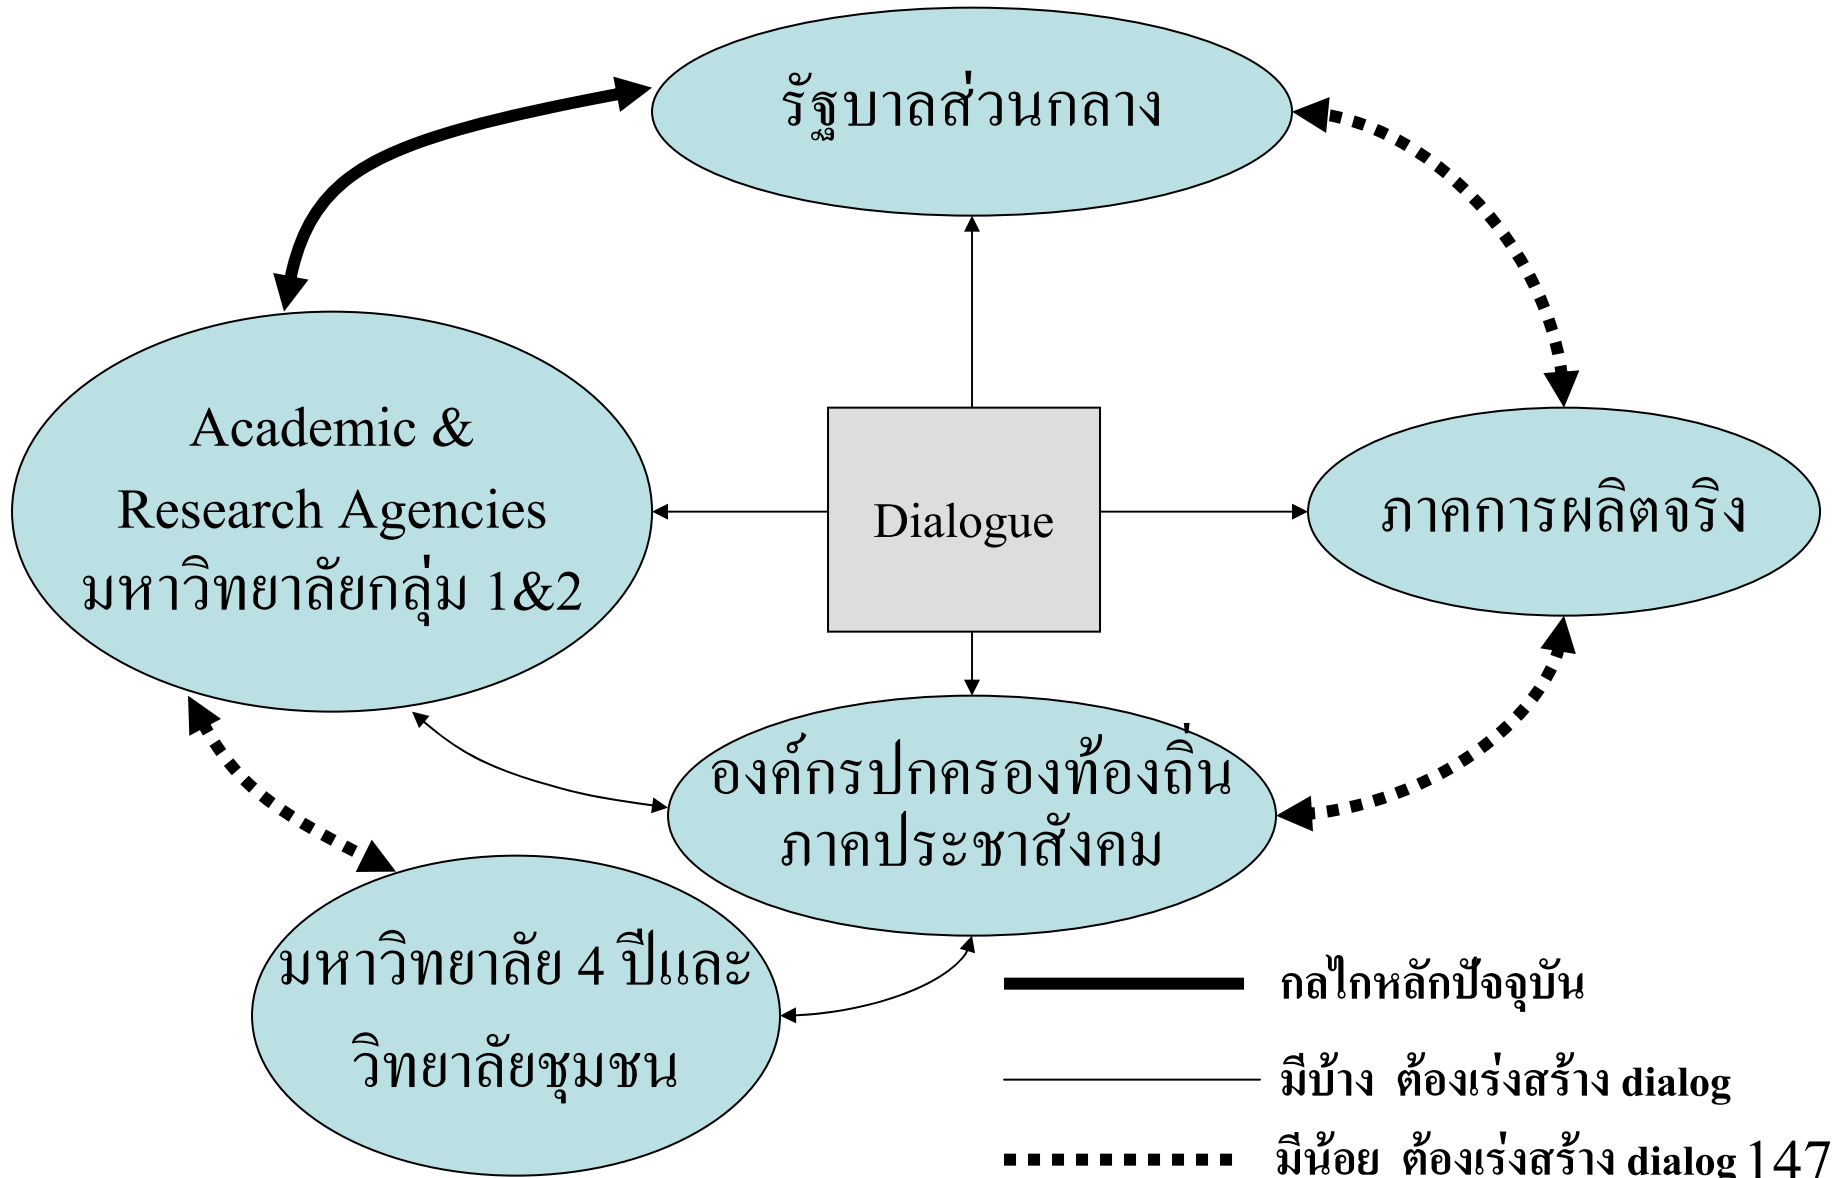 รัฐบาลส่วนกลาง
Academic &
Research Agencies
มหาวิทยาลัยกลุ่ม 1&2
Dialogue
ภาคการผลิตจริง
องค์กรปกครองท้องถิ่น
ภาคประชาสังคม
มหาวิทยาลัย 4 ปีและ
วิทยาลัยชุมชน
กลไกหลักปัจจุบัน
มีบ้าง ต้องเร่งสร้าง dialog
มีน้อย ต้องเร่งสร้าง dialog
147